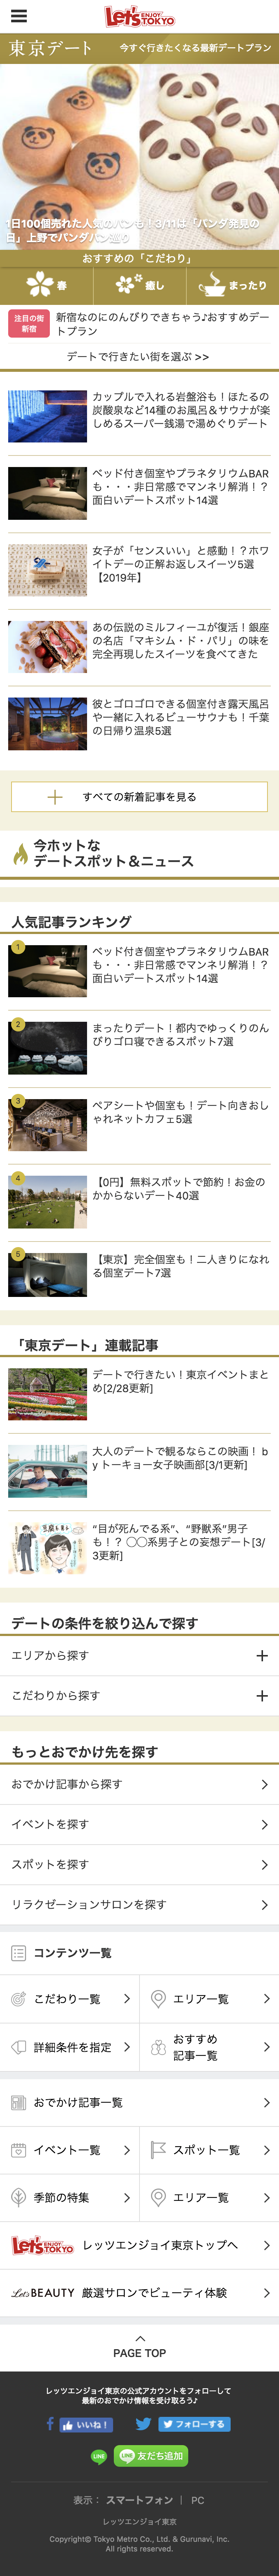 Let's ENJOY TOKYO
東京デート
今すぐ行きたくなる最新デートプラン
1日100個売れた人気のパンも！3/11は「パンダ発見の
日」上野でパンダパン巡り
おすすめの「こだわり」
春
癒し
まったり
注目の街
新宿
新宿なのにのんびりできちゃう♪おすすめデー
トプラン
デートで行きたい街を選ぶ >>
カップルで入れる岩盤浴も！ほたるの
炭酸泉など14種のお風呂＆サウナが楽
しめるスーパー銭湯で湯めぐりデート
ベッド付き個室やプラネタリウムBAR
も・・・非日常感でマンネリ解消！？
面白いデートスポット14選
女子が「センスいい」と感動！？ホワ
イトデーの正解お返しスイーツ5選
【2019年】
あの伝説のミルフィーユが復活！銀座
の名店「マキシム・ド・パリ」の味を
完全再現したスイーツを食べてきた
彼とゴロゴロできる個室付き露天風呂
や一緒に入れるビューサウナも！千葉
の日帰り温泉5選
すべての新着記事を見る
今ホットな
デートスポット＆ニュース
人気記事ランキング
1
ベッド付き個室やプラネタリウムBAR
も・・・非日常感でマンネリ解消！？
面白いデートスポット14選
2
まったりデート！都内でゆっくりのん
びりゴロ寝できるスポット7選
3
ペアシートや個室も！デート向きおし
ゃれネットカフェ5選
4
【0円】無料スポットで節約！お金の
かからないデート40選
5
【東京】完全個室も！二人きりになれ
る個室デート7選
「東京デート」連載記事
デートで行きたい！東京イベントまと
め[2/28更新]
大人のデートで観るならこの映画！ b
y トーキョー女子映画部[3/1更新]
“目が死んでる系”、“野獣系”男子
も！？ ◯◯系男子との妄想デート[3/
3更新]
デートの条件を絞り込んで探す
エリアから探す
こだわりから探す
もっとおでかけ先を探す
おでかけ記事から探す
イベントを探す
スポットを探す
リラクゼーションサロンを探す
コンテンツ一覧
こだわり一覧
エリア一覧
詳細条件を指定
おすすめ
記事一覧
おでかけ記事一覧
イベント一覧
スポット一覧
季節の特集
エリア一覧
Let's ENJOY TOKYO レッツエンジョイ東京トップへ
Let's BEAUTY 厳選サロンでビューティ体験
PAGE TOP
レッツエンジョイ東京の公式アカウントをフォローして
最新のおでかけ情報を受け取ろう♪
いいね！
フォローする
LINE
LINE 友だち追加
表示： スマートフォン | PC
レッツエンジョイ東京
Copyright© Tokyo Metro Co., Ltd. & Gurunavi, Inc.
All rights reserved.